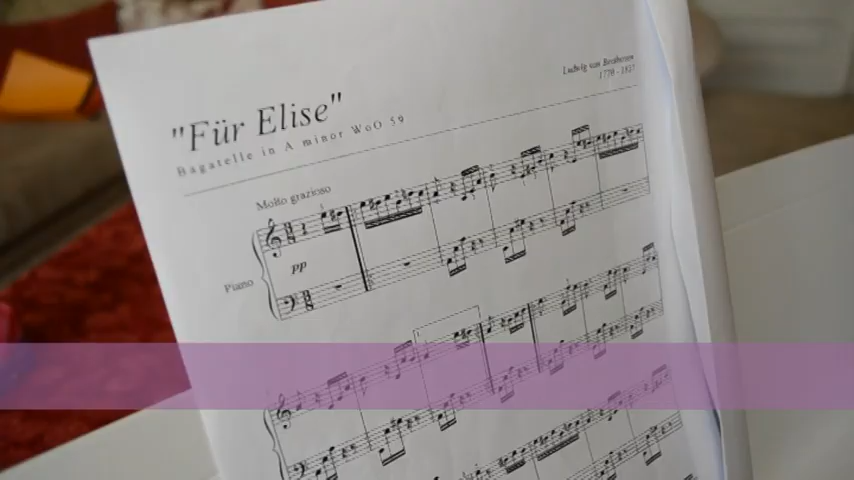 "Für Elise"
Bagatelle in A minor WoO 59
Ludwig van Beethoven
1770 - 1827
Molto grazioso
pp
Piano